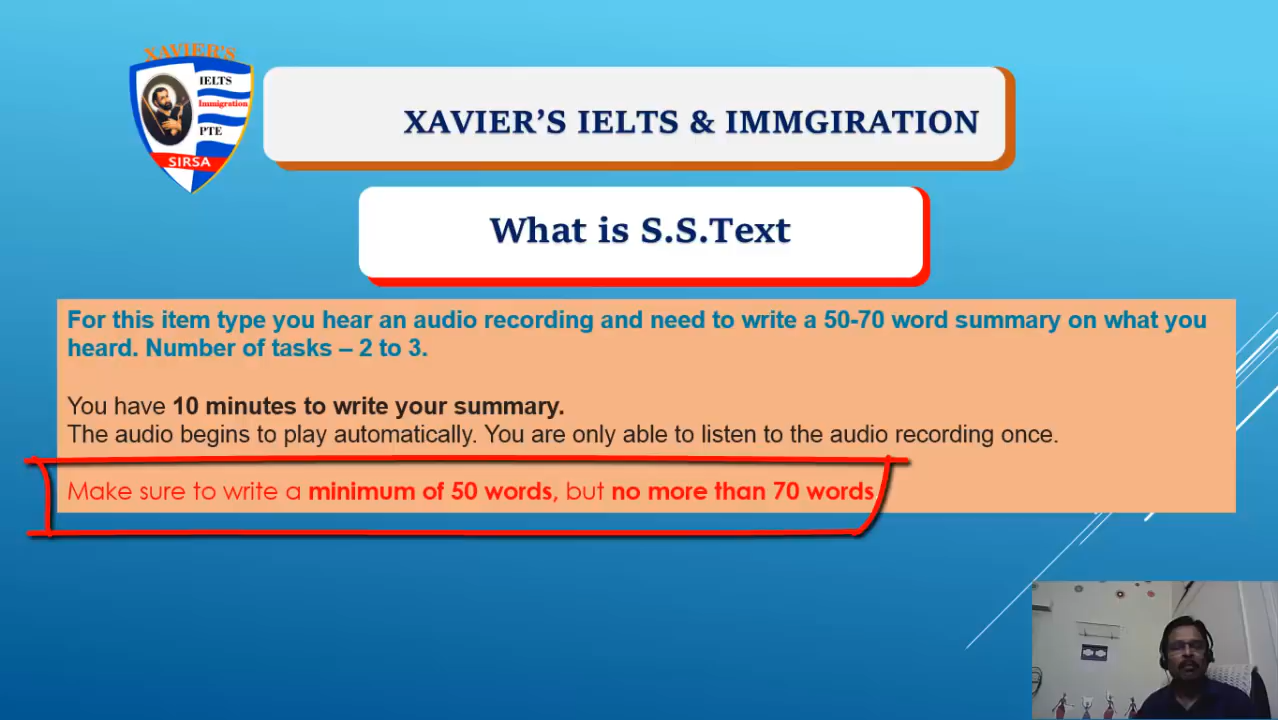 XAVIER'S
IELTS
Immigration
PTE
SIRSA
XAVIER’S IELTS & IMMGIRATION
What is S.S.Text
For this item type you hear an audio recording and need to write a 50-70 word summary on what you
heard. Number of tasks – 2 to 3.
You have 10 minutes to write your summary.
The audio begins to play automatically. You are only able to listen to the audio recording once.
Make sure to write a minimum of 50 words, but no more than 70 words.